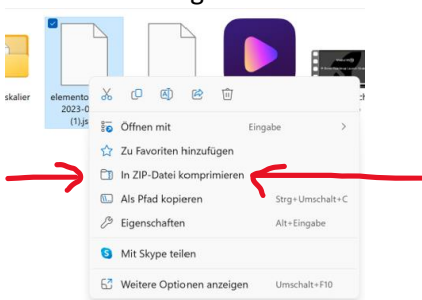 skalier
elemento
2023-0
(1).js
Öffnen mit Eingabe
Zu Favoriten hinzufügen
In ZIP-Datei komprimieren
Als Pfad kopieren Strg+Umschalt+C
Eigenschaften Alt+Eingabe
Mit Skype teilen
Weitere Optionen anzeigen Umschalt+F10